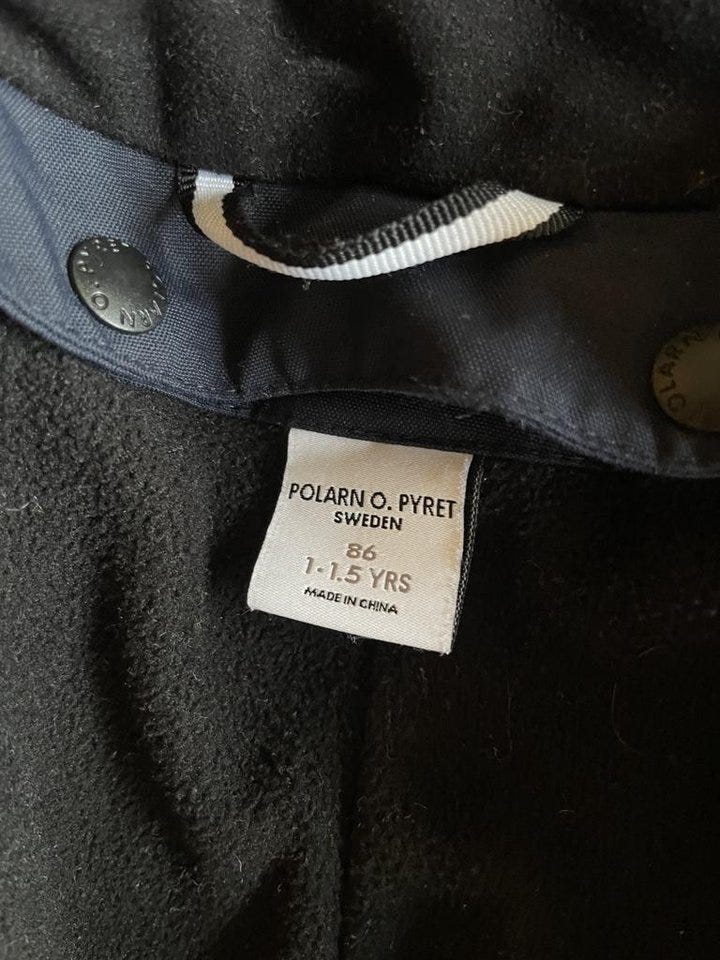 POLARN O. PYRET
SWEDEN
86
1-1.5 YRS
MADE IN CHINA